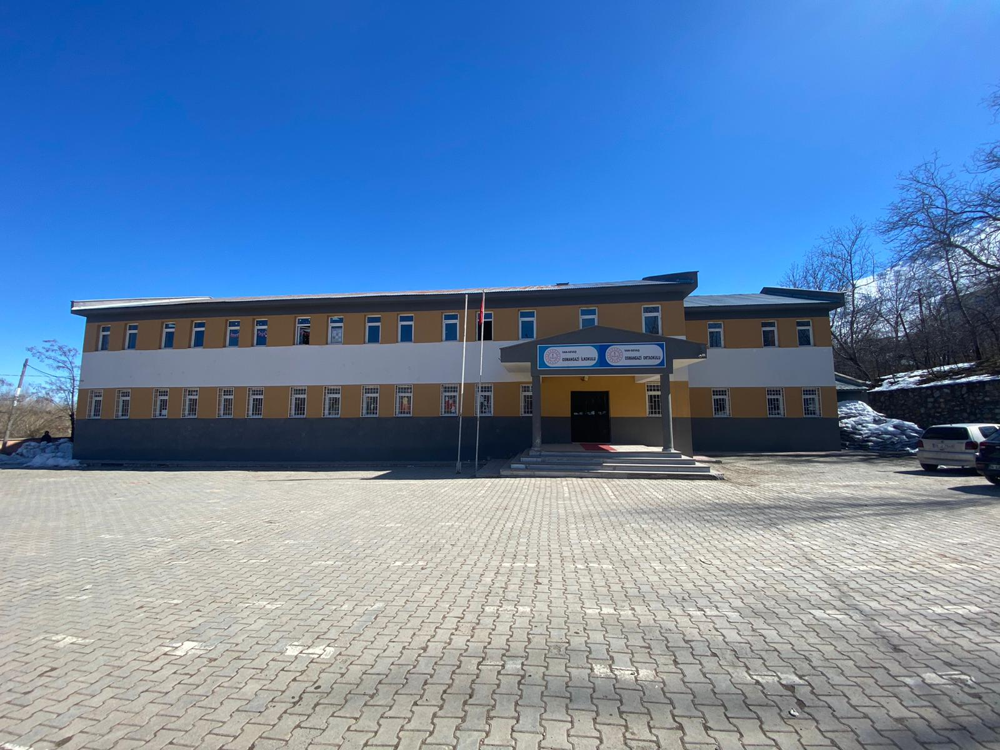 VAN-GEVAŞ
OSMANGAZİ İLKOKULU
VAN-GEVAŞ
OSMANGAZİ ORTAOKULU